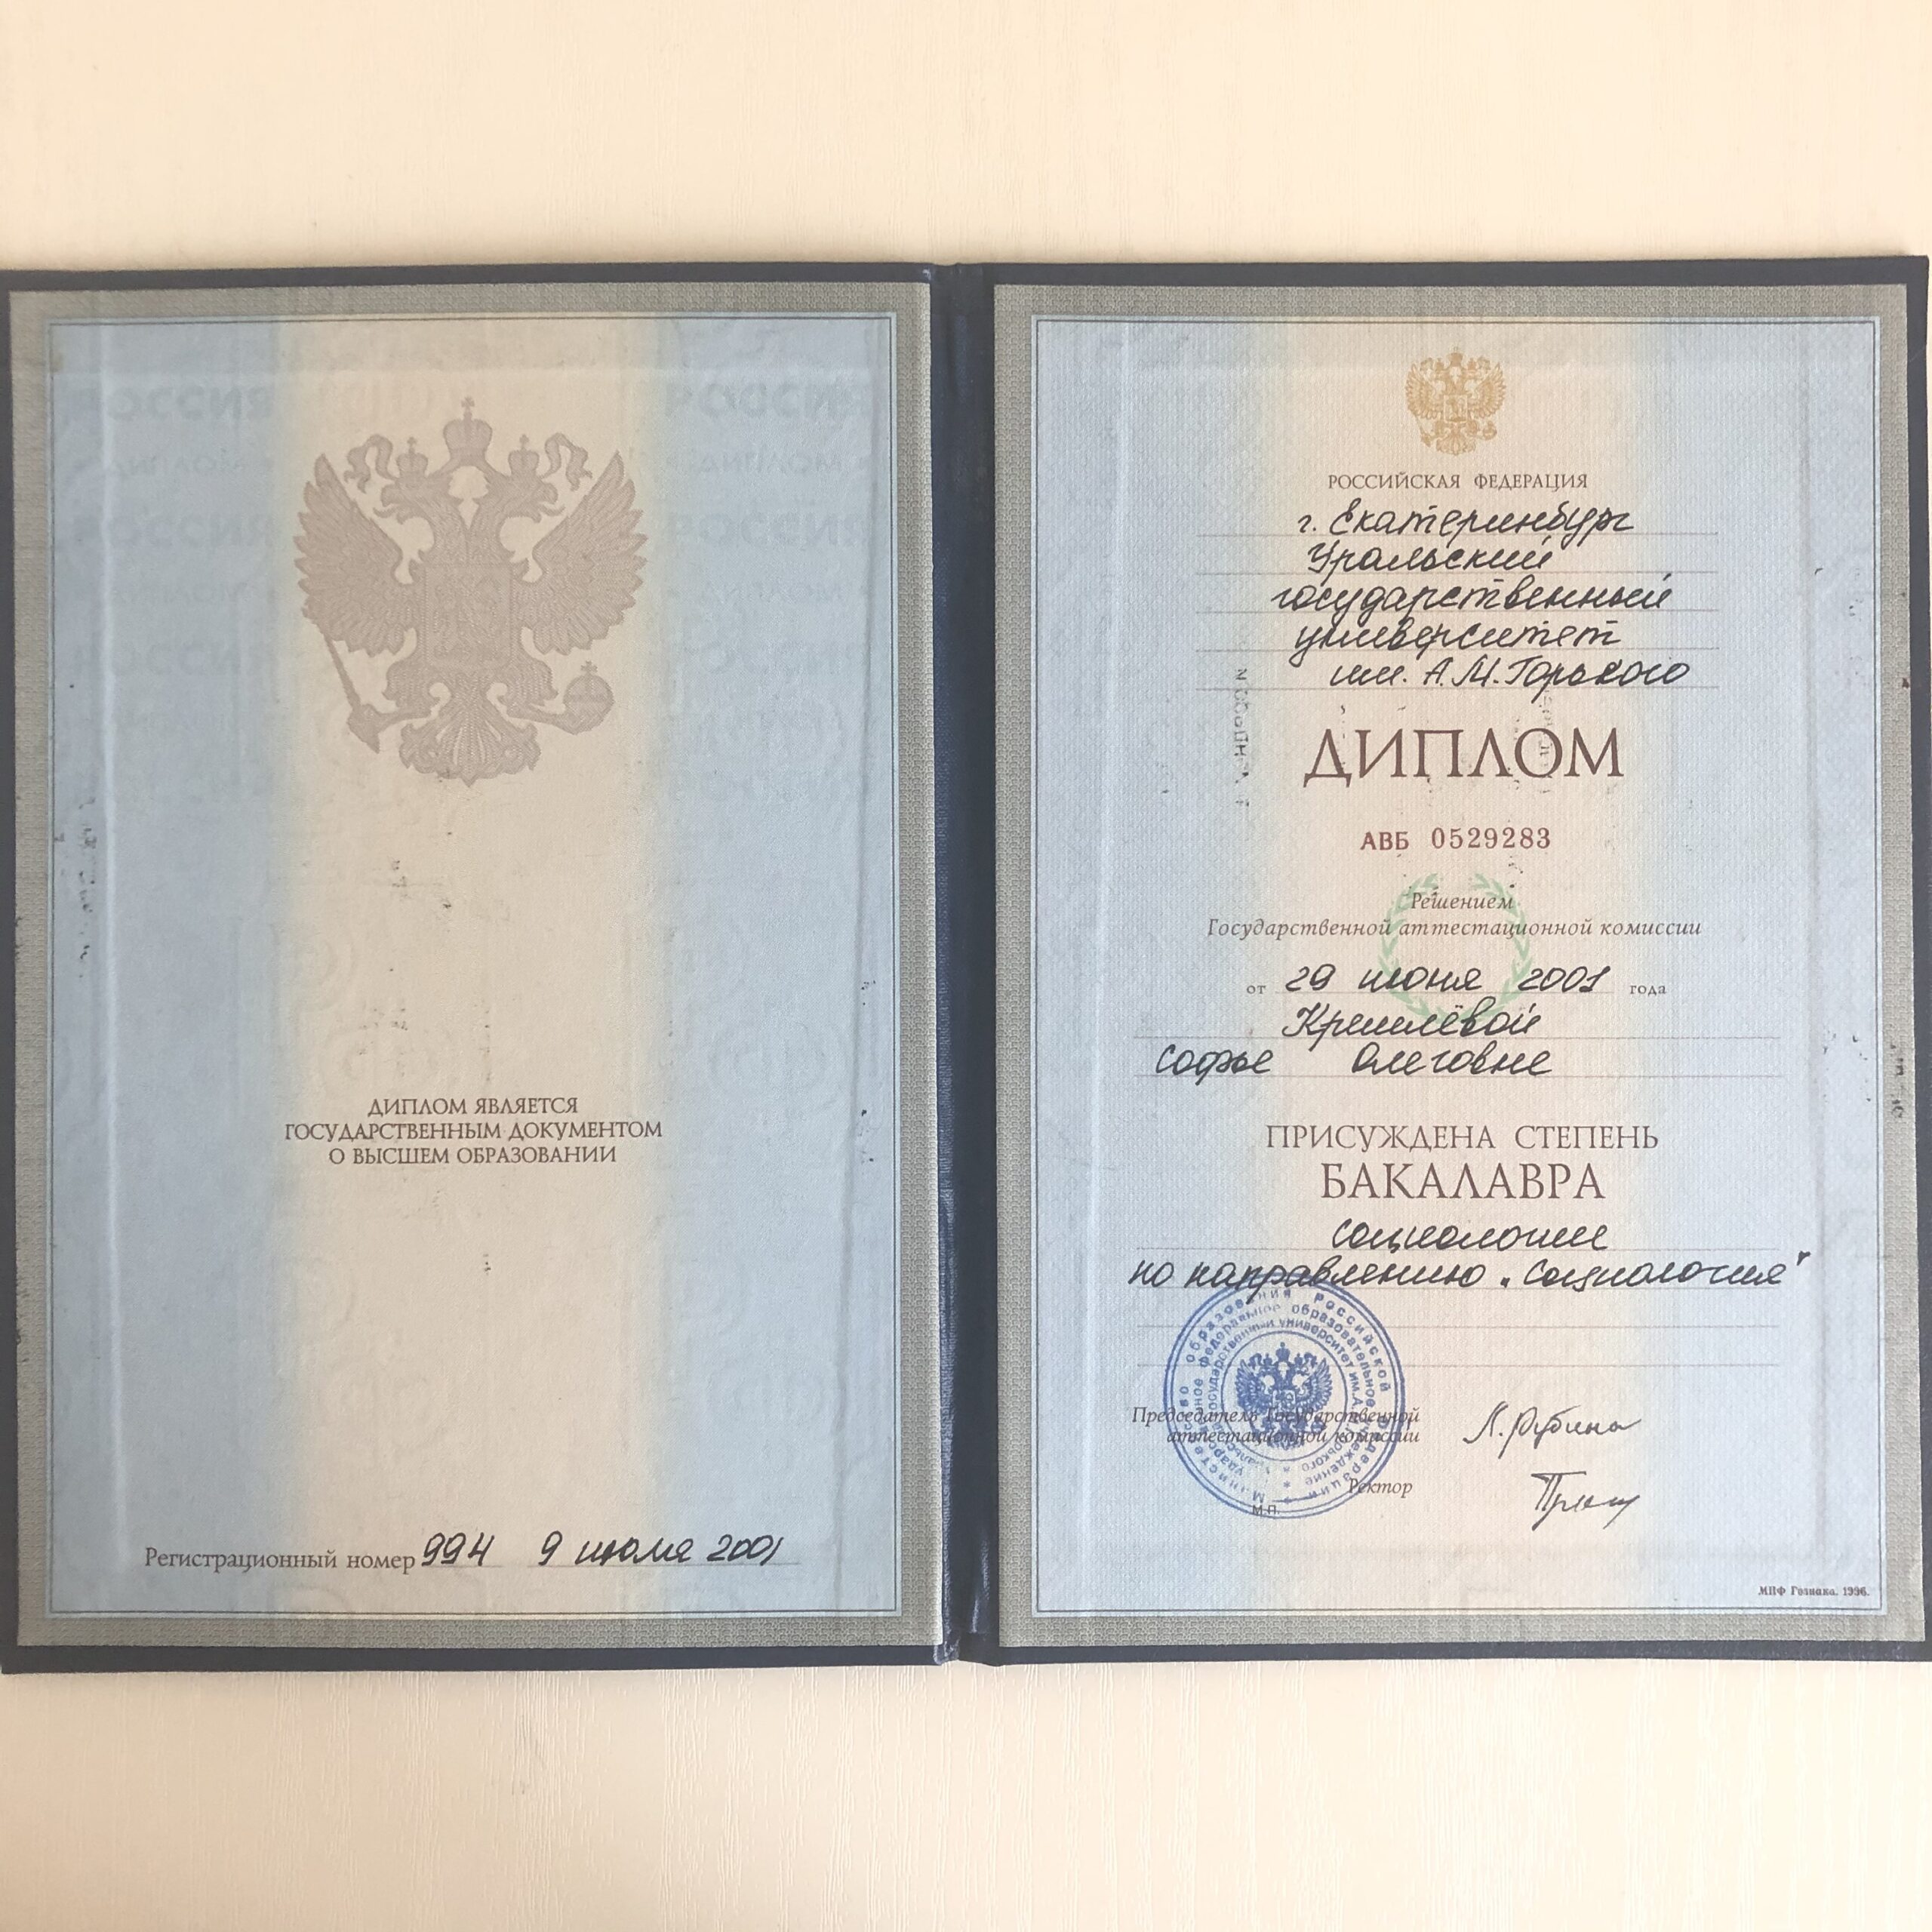 ДИПЛОМ ЯВЛЯЕТСЯ
ГОСУДАРСТВЕННЫМ ДОКУМЕНТОМ
О ВЫСШЕМ ОБРАЗОВАНИИ
Регистрационный номер 994 9 июля 2001
РОССИЙСКАЯ ФЕДЕРАЦИЯ
г. Екатеринбург
Уральский
государственный
университет
им. А.М. Горького
ДИПЛОМ
АВБ 0529283
Решением
Государственной аттестационной комиссии
от 29 июня 2001 года
Софье Олеговне
ПРИСУЖДЕНА СТЕПЕНЬ
БАКАЛАВРА
социологии
по направлению „Социология"
Председатель Государственной
аттестационной комиссии
Ректор
М.П.
МПФ Гознака. 1996.